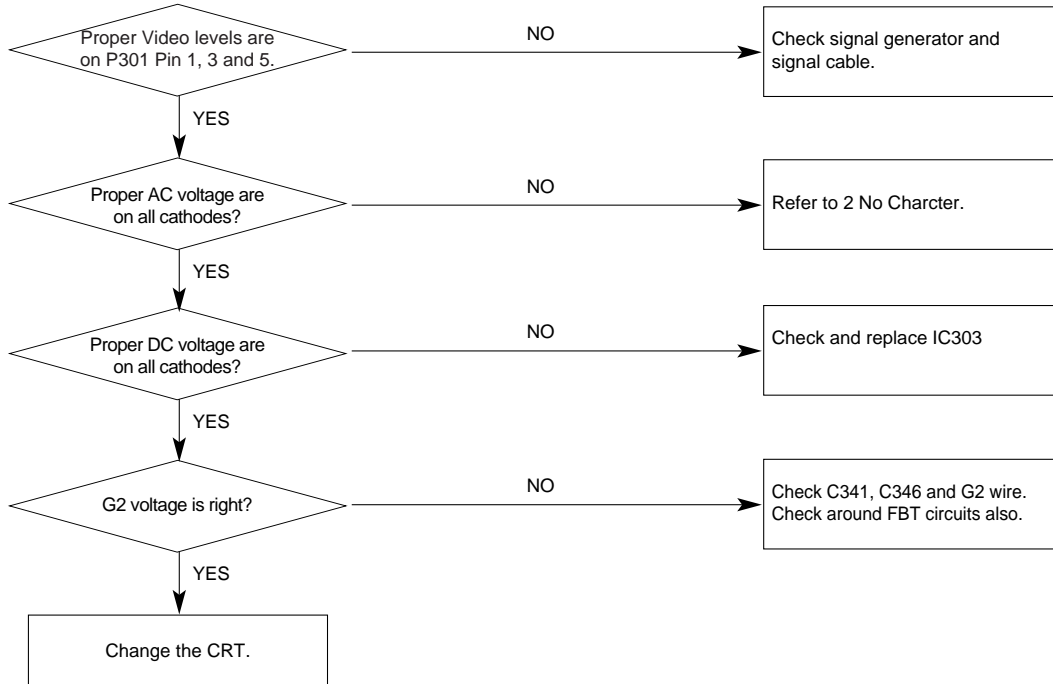 Proper Video levels are
on P301 Pin 1, 3 and 5.
NO
Check signal generator and
signal cable.
YES
Proper AC voltage are
on all cathodes?
NO
Refer to 2 No Charcter.
YES
Proper DC voltage are
on all cathodes?
NO
Check and replace IC303
YES
G2 voltage is right?
NO
Check C341, C346 and G2 wire.
Check around FBT circuits also.
YES
Change the CRT.